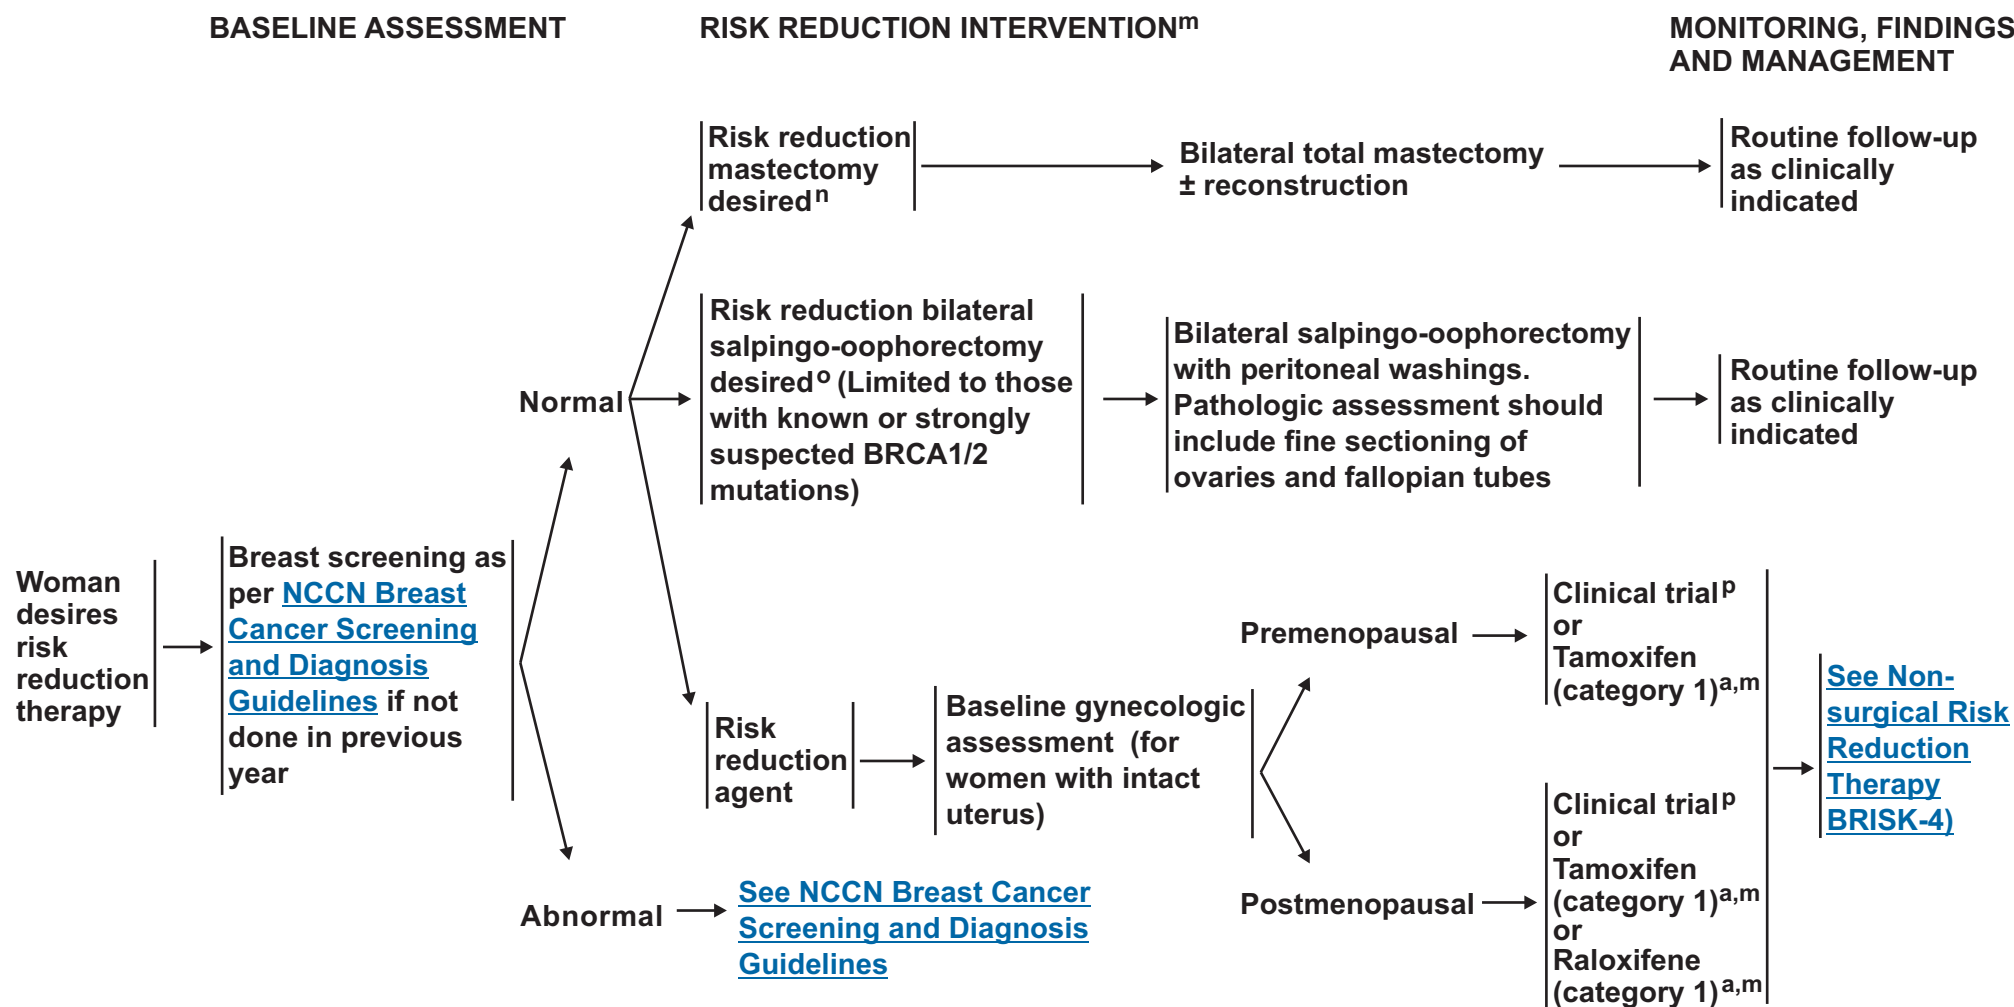 BASELINE ASSESSMENT
RISK REDUCTION INTERVENTIONm
MONITORING, FINDINGS
AND MANAGEMENT
Risk reduction
mastectomy
desiredn
Bilateral total mastectomy
± reconstruction
Routine follow-up
as clinically
indicated
Risk reduction bilateral
salpingo-oophorectomy
desiredo (Limited to those
with known or strongly
suspected BRCA1/2
mutations)
Bilateral salpingo-oophorectomy
with peritoneal washings.
Pathologic assessment should
include fine sectioning of
ovaries and fallopian tubes
Routine follow-up
as clinically
indicated
Normal
Woman
desires
risk
reduction
therapy
Breast screening as
per NCCN Breast
Cancer Screening
and Diagnosis
Guidelines if not
done in previous
year
Risk
reduction
agent
Baseline gynecologic
assessment (for
women with intact
uterus)
Premenopausal
Clinical trialp
or
Tamoxifen
(category 1)a,m
Postmenopausal
Clinical trialp
or
Tamoxifen
(category 1)a,m
or
Raloxifene
(category 1)a,m
See Non-
surgical Risk
Reduction
Therapy
BRISK-4)
Abnormal
See NCCN Breast Cancer
Screening and Diagnosis
Guidelines